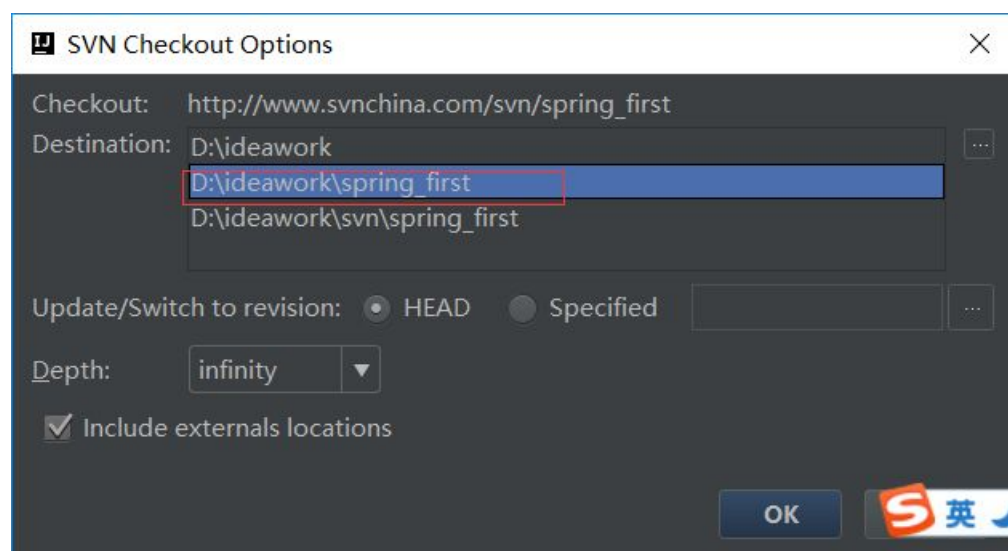 SVN Checkout Options
Checkout: http://www.svnchina.com/svn/spring_first
Destination: D:\ideawork
D:\ideawork\spring_first
D:\ideawork\svn\spring_first
Update/Switch to revision: HEAD Specified
Depth: infinity
Include externals locations
OK
英